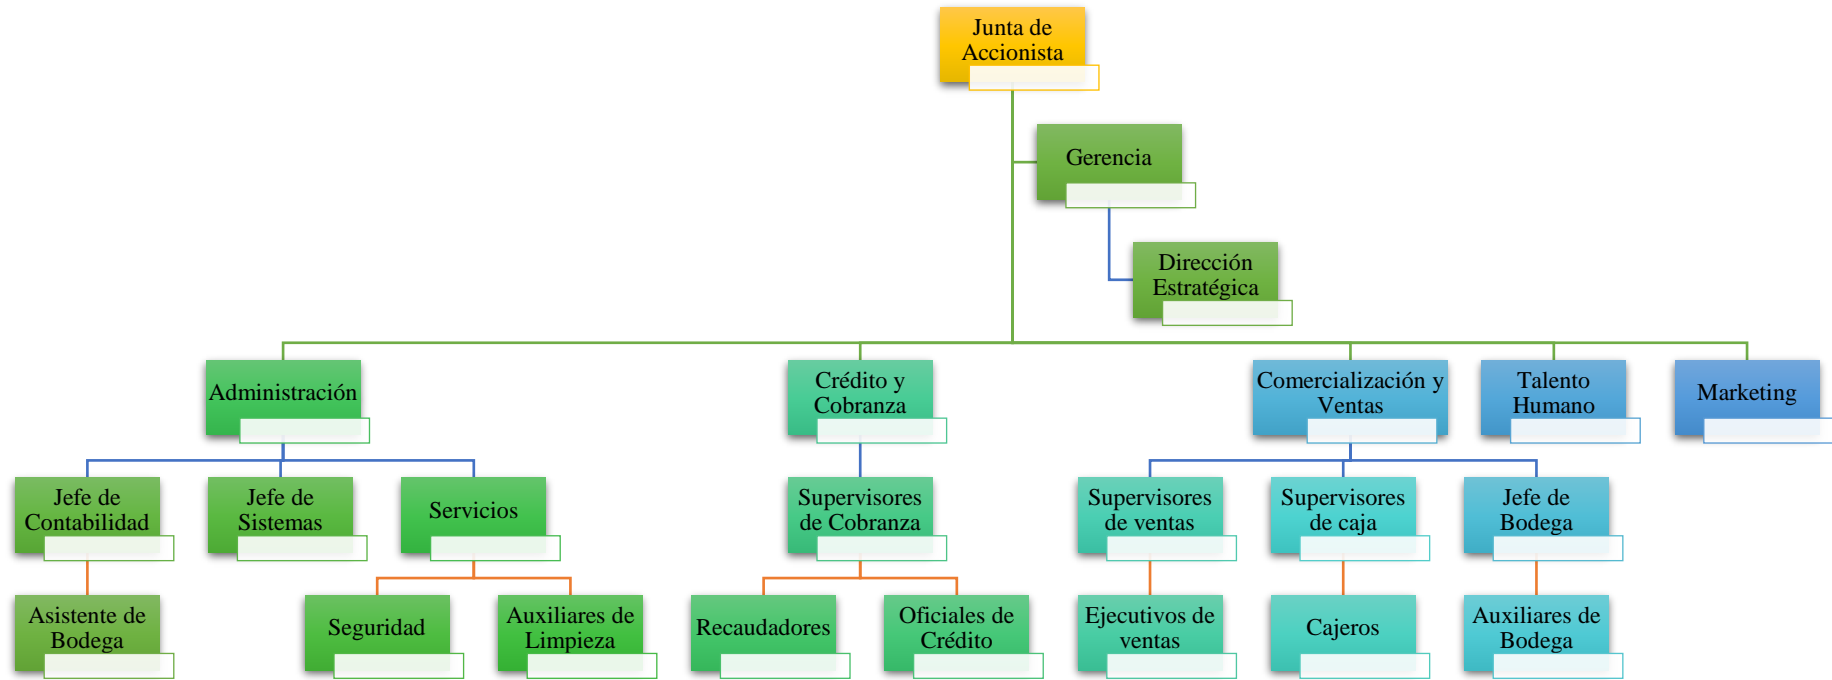 Junta de
Accionista
Gerencia
Dirección
Estratégica
Administración
Crédito y
Cobranza
Comercialización y
Ventas
Talento
Humano
Marketing
Jefe de
Contabilidad
Jefe de
Sistemas
Servicios
Supervisores
de Cobranza
Supervisores
de ventas
Supervisores
de caja
Jefe de
Bodega
Asistente de
Bodega
Seguridad
Auxiliares de
Limpieza
Recaudadores
Oficiales de
Crédito
Ejecutivos de
ventas
Cajeros
Auxiliares de
Bodega